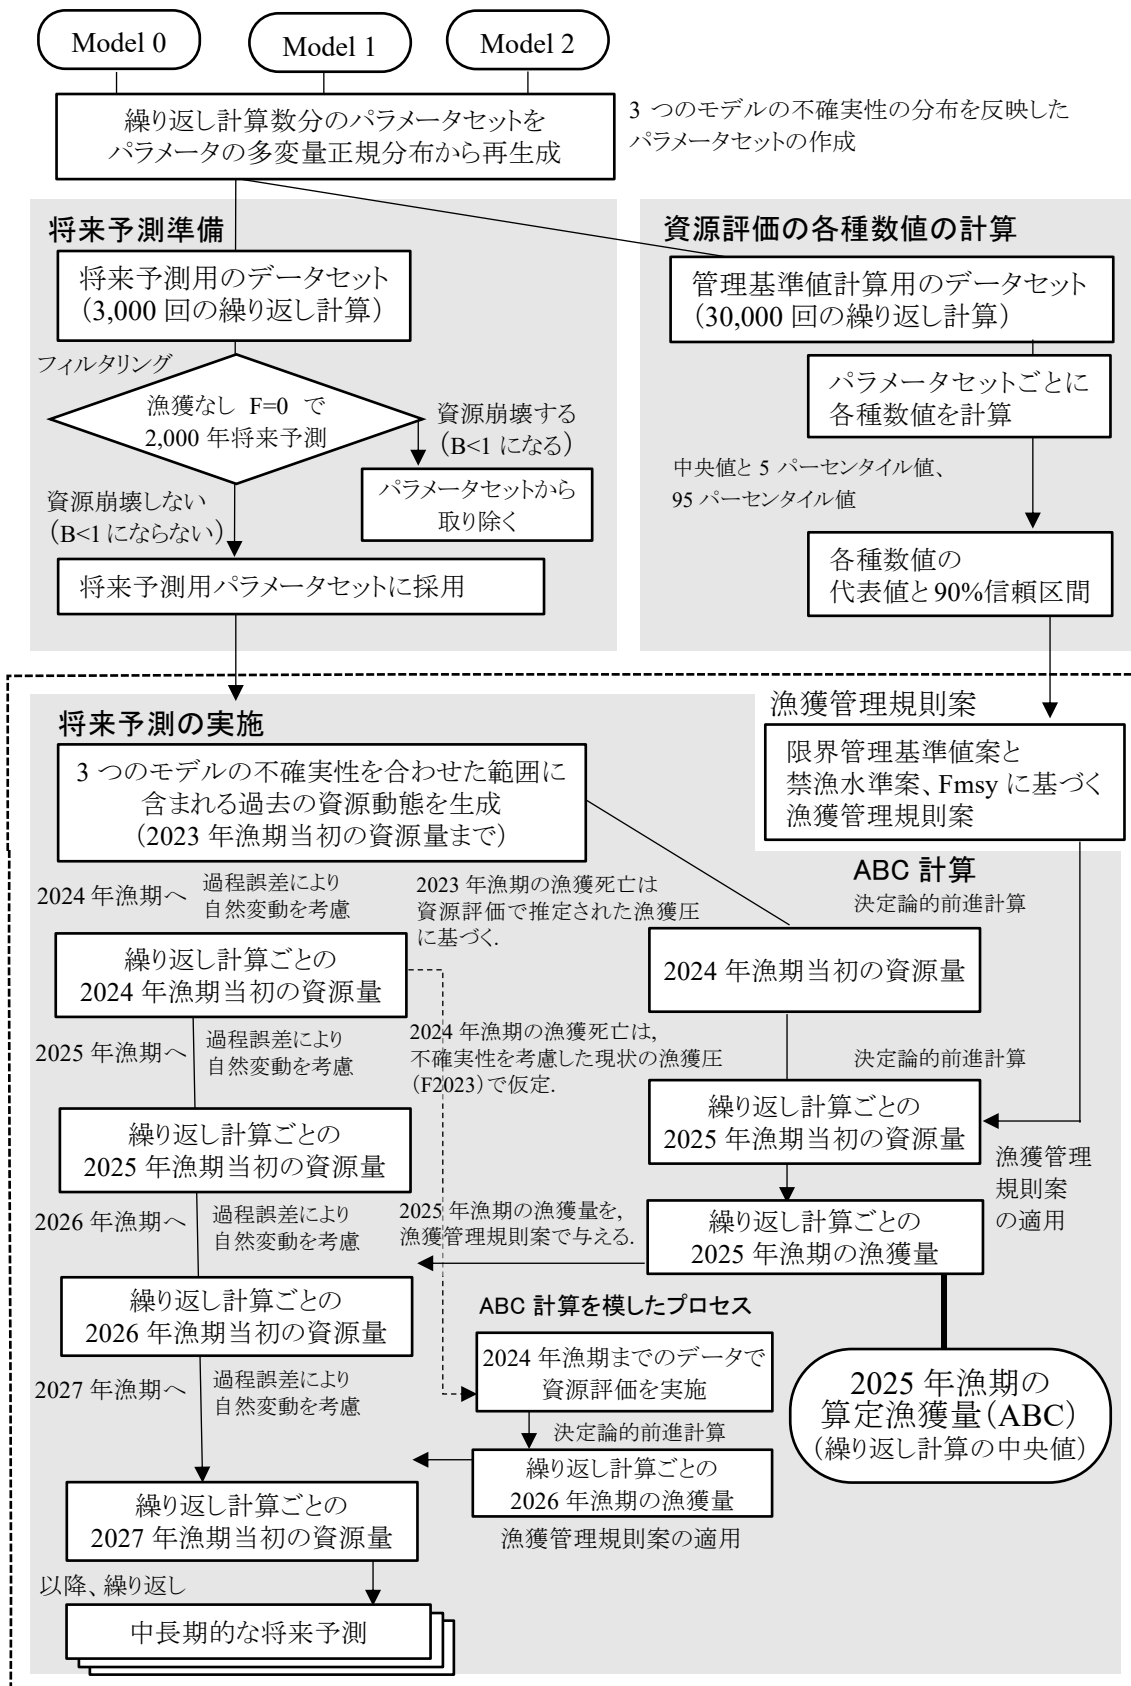 Model 0
Model 1
Model 2
繰り返し計算数分のパラメータセットを
パラメータの多変量正規分布から再生成
3 つのモデルの不確実性の分布を反映した
パラメータセットの作成
将来予測準備
将来予測用のデータセット
（3,000 回の繰り返し計算）
フィルタリング
漁獲なし F=0 で
2,000 年将来予測
資源崩壊する
（B<1 になる）
パラメータセットから
取り除く
資源崩壊しない
（B<1 にならない）
将来予測用パラメータセットに採用
資源評価の各種数値の計算
管理基準値計算用のデータセット
（30,000 回の繰り返し計算）
パラメータセットごとに
各種数値を計算
中央値と 5 パーセンタイル値、
95 パーセンタイル値
各種数値の
代表値と 90%信頼区間
将来予測の実施
3 つのモデルの不確実性を合わせた範囲に
含まれる過去の資源動態を生成
（2023 年漁期当初の資源量まで）
漁獲管理規則案
限界管理基準値案と
禁漁水準案、Fmsy に基づく
漁獲管理規則案
ABC 計算
決定論的前進計算
2024 年漁期へ
過程誤差により
自然変動を考慮
2023 年漁期の漁獲死亡は
資源評価で推定された漁獲圧
に基づく.
繰り返し計算ごとの
2024 年漁期当初の資源量
2024 年漁期当初の資源量
2025 年漁期へ
過程誤差により
自然変動を考慮
2024 年漁期の漁獲死亡は,
不確実性を考慮した現状の漁獲圧
（F2023）で仮定.
決定論的前進計算
繰り返し計算ごとの
2025 年漁期当初の資源量
繰り返し計算ごとの
2025 年漁期当初の資源量
漁獲管理
規則案
の適用
2026 年漁期へ
過程誤差により
自然変動を考慮
2025 年漁期の漁獲量を,
漁獲管理規則案で与える.
繰り返し計算ごとの
2025 年漁期の漁獲量
繰り返し計算ごとの
2026 年漁期当初の資源量
ABC 計算を模したプロセス
2024 年漁期までのデータで
資源評価を実施
2025 年漁期の
算定漁獲量（ABC）
（繰り返し計算の中央値）
2027 年漁期へ
過程誤差により
自然変動を考慮
決定論的前進計算
繰り返し計算ごとの
2026 年漁期の漁獲量
漁獲管理規則案の適用
繰り返し計算ごとの
2027 年漁期当初の資源量
以降、繰り返し
中長期的な将来予測